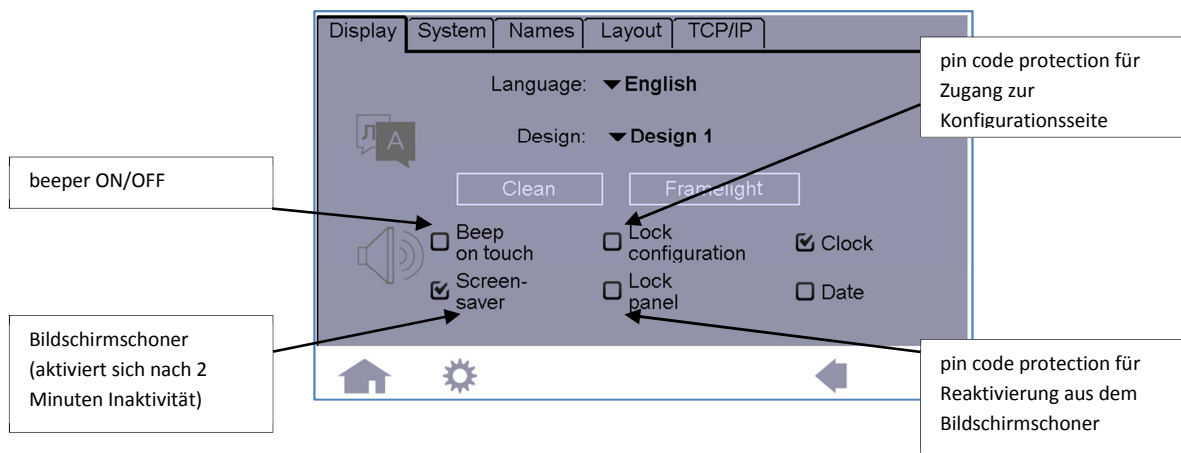 Display System Names Layout TCP/IP
Language: English
Design: Design 1
Л A
Clean Framelight
Beep
on touch
Lock
configuration
Clock
Screen-
saver
Lock
panel
Date
beeper ON/OFF
Bildschirmschoner
(aktiviert sich nach 2
Minuten Inaktivität)
pin code protection für
Zugang zur
Konfigurationsseite
pin code protection für
Reaktivierung aus dem
Bildschirmschoner